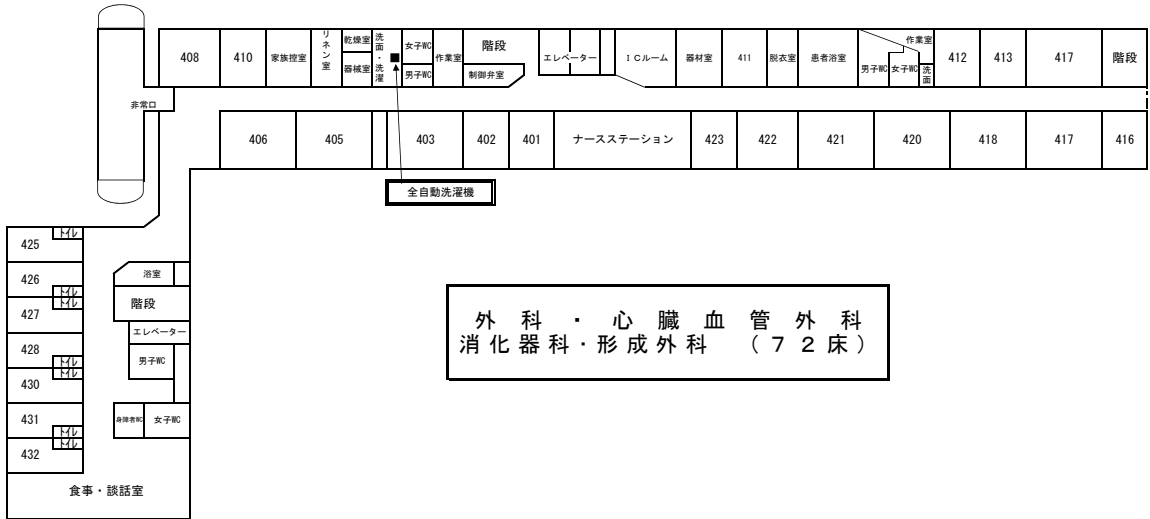 408
410
家族控室
リネン室
乾燥室
器械室
洗面・洗濯
女子WC
男子WC
作業室
階段
制御弁室
エレベーター
ICルーム
器材室
411
脱衣室
患者浴室
作業室
男子WC
女子WC
洗面
412
413
417
階段
非常口
406
405
403
402
401
ナースステーション
423
422
421
420
418
417
416
全自動洗濯機
425
トイレ
426
トイレ
427
トイレ
428
トイレ
430
トイレ
431
トイレ
432
トイレ
浴室
階段
エレベーター
男子WC
身障者WC
女子WC
食事・談話室
外科・心臓血管外科
消化器科・形成外科 (72床)